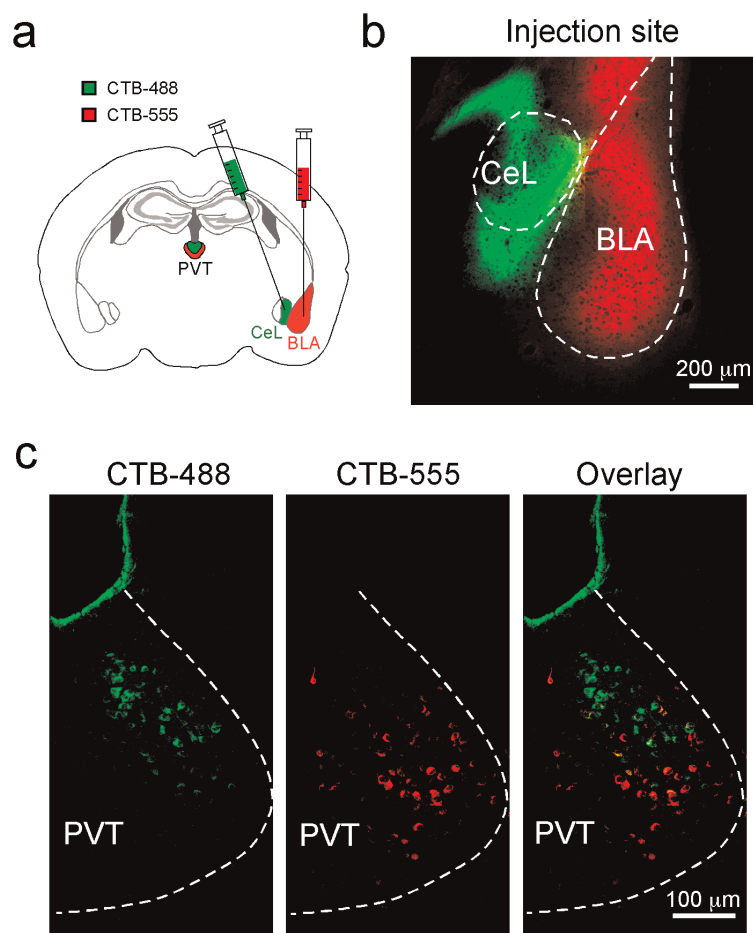 a
CTB-488
CTB-555
PVT
CeL
BLA
b
Injection site
CeL
BLA
200 μm
c
CTB-488
CTB-555
Overlay
PVT
PVT
PVT
100 μm